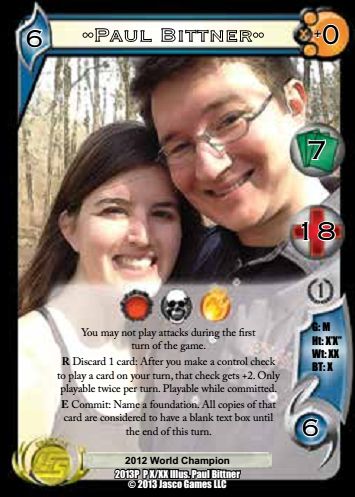 6
∞PAUL BITTNER∞
X +0
7
18
1
G: M
Ht: X'X"
Wt: XX
BT: X
6
You may not play attacks during the first
turn of the game.
R Discard 1 card: After you make a control check
to play a card on your turn, that check gets +2. Only
playable twice per turn. Playable while committed.
E Commit: Name a foundation. All copies of that
card are considered to have a blank text box until
the end of this turn.
2012 World Champion
2013P, P X/XX Illus. Paul Bittner
© 2013 Jasco Games LLC